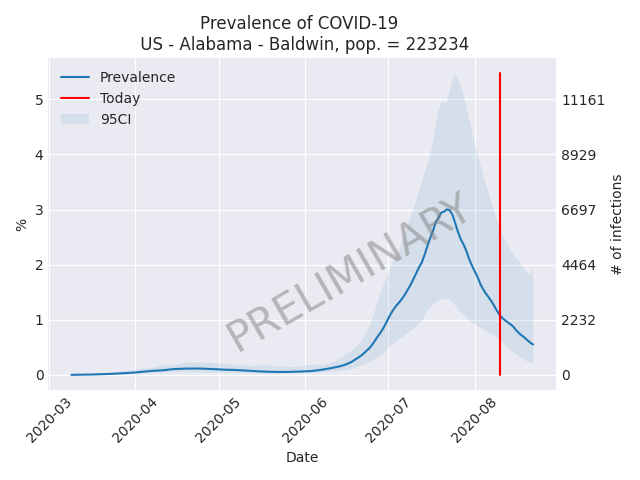 Prevalence of COVID-19
US - Alabama - Baldwin, pop. = 223234
Prevalence
Today
95CI
5
4
3
2
1
0
%
11161
8929
6697
4464
2232
0
# of infections
PRELIMINARY
2020-03
2020-04
2020-05
2020-06
2020-07
2020-08
Date